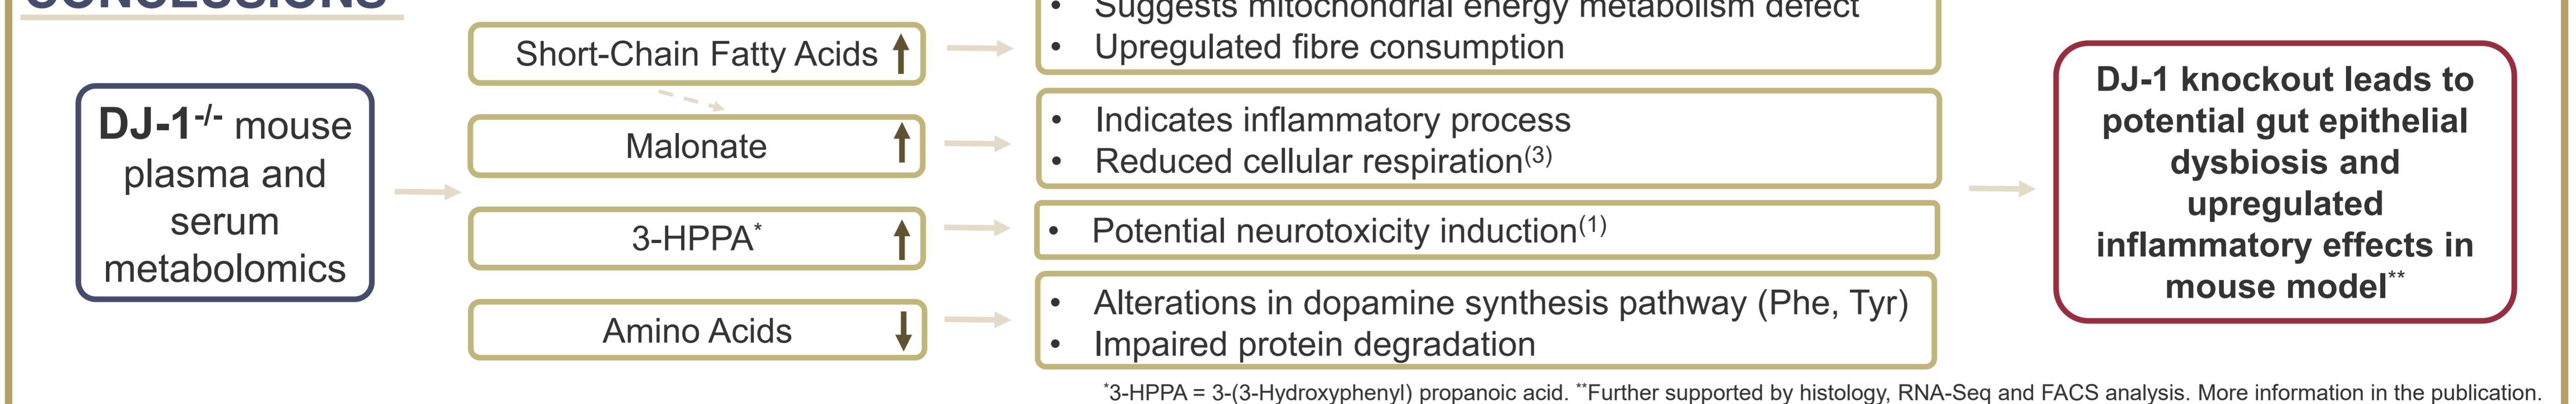 CONCLUSIONS
DJ-1-/- mouse
plasma and
serum
metabolomics
Short-Chain Fatty Acids
Malonate
3-HPPA*
Amino Acids
• Suggests mitochondrial energy metabolism defect
• Upregulated fibre consumption
• Indicates inflammatory process
• Reduced cellular respiration(3)
• Potential neurotoxicity induction(1)
• Alterations in dopamine synthesis pathway (Phe, Tyr)
• Impaired protein degradation
DJ-1 knockout leads to
potential gut epithelial
dysbiosis and
upregulated
inflammatory effects in
mouse model**
*3-HPPA = 3-(3-Hydroxyphenyl) propanoic acid. **Further supported by histology, RNA-Seq and FACS analysis. More information in the publication.